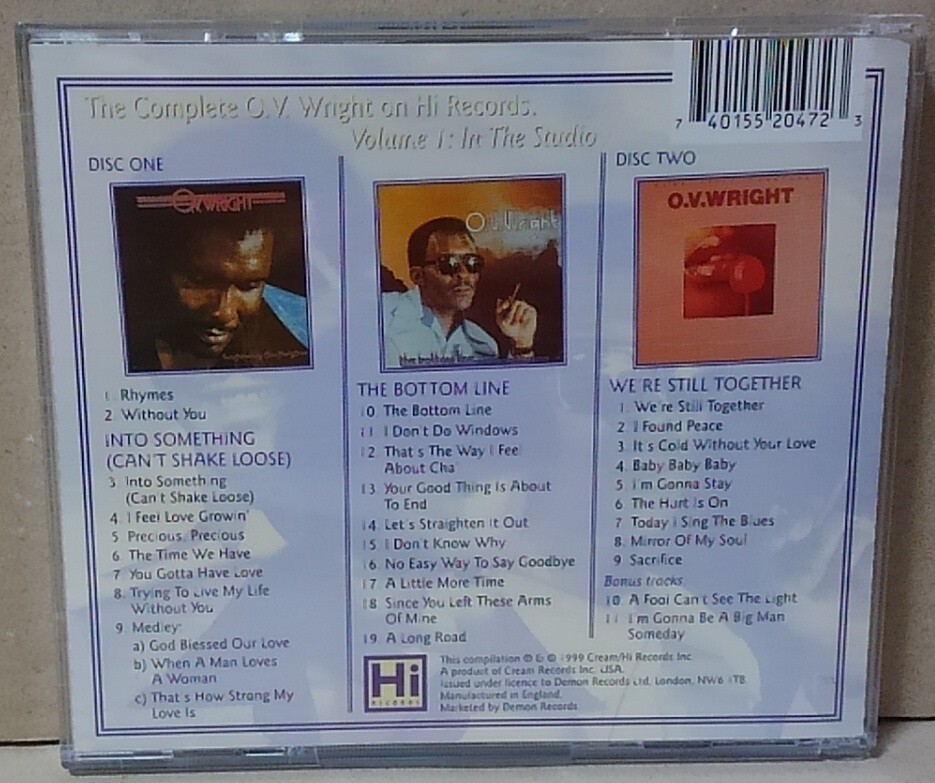 The Complete O.V. Wright on Hi Records.
Volume 1: In The Studio
7 40155 20472 3
DISC ONE
O.V. WRIGHT
1. Rhymes
2. Without You
INTO SOMETHING
(CAN'T SHAKE LOOSE)
3. Into Something
(Can't Shake Loose)
4. I Feel Love Growin'
5. Precious, Precious
6. The Time We Have
7. You Gotta Have Love
8. Trying To Live My Life
Without You
9. Medley:
a) God Blessed Our Love
b) When A Man Loves
A Woman
c) That's How Strong My
Love Is
O.V. Wright
the bottom line
THE BOTTOM LINE
10. The Bottom Line
11. I Don't Do Windows
12. That's The Way I Feel
About Cha'
13. Your Good Thing Is About
To End
14. Let's Straighten It Out
15. I Don't Know Why
16. No Easy Way To Say Goodbye
17. A Little More Time
18. Since You Left These Arms
Of Mine
19. A Long Road
DISC TWO
O.V.WRIGHT
WE'RE STILL TOGETHER
1. We're Still Together
2. I Found Peace
3. It's Cold Without Your Love
4. Baby Baby Baby
5. I'm Gonna Stay
6. The Hurt Is On
7. Today I Sing The Blues
8. Mirror Of My Soul
9. Sacrifice
Bonus tracks
10. A Fool Can't See The Light
11. I'm Gonna Be A Big Man
Someday
Hi
RECORDS
This compilation ℗ & © 1999 Cream/Hi Records Inc.
A product of Cream Records Inc. USA.
Issued under licence to Demon Records Ltd, London, NW6 1TB.
Manufactured in England.
Marketed by Demon Records